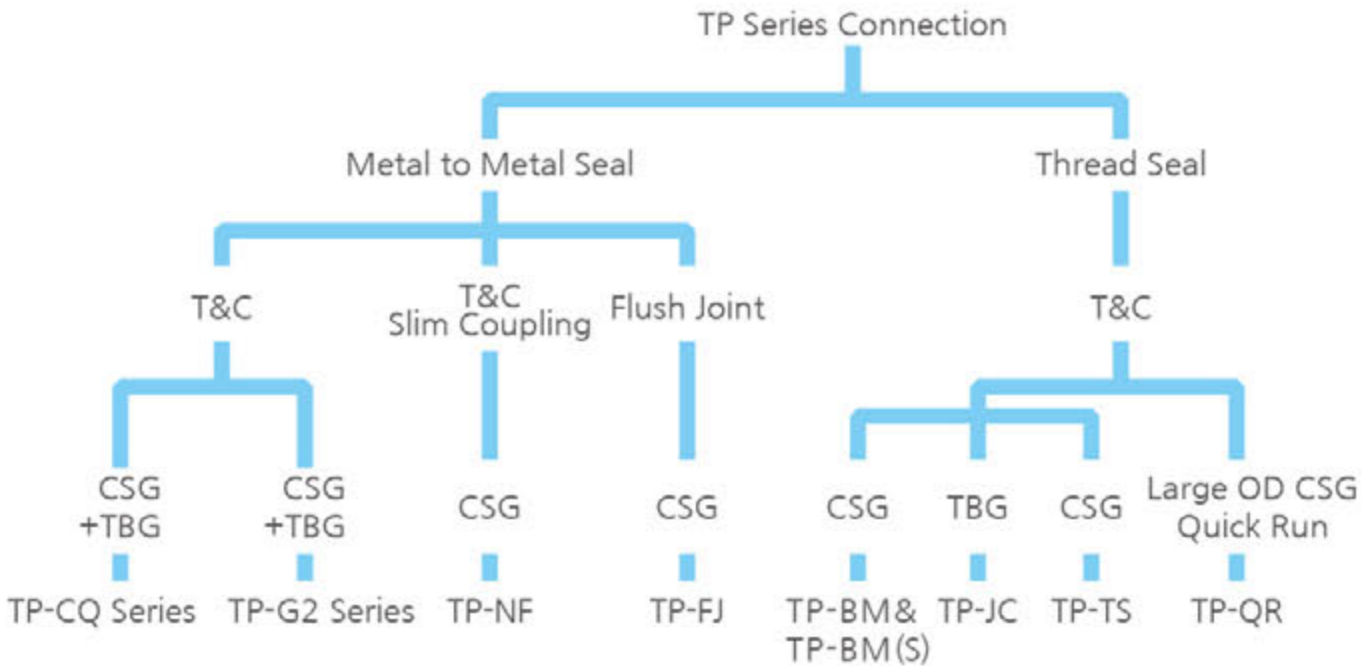 TP Series Connection
Metal to Metal Seal
Thread Seal
T&C
T&C
Slim Coupling
Flush Joint
T&C
CSG
+TBG
CSG
+TBG
CSG
CSG
CSG
TBG
CSG
Large OD CSG
Quick Run
TP-CQ Series
TP-G2 Series
TP-NF
TP-FJ
TP-BM&
TP-BM(S)
TP-JC
TP-TS
TP-QR